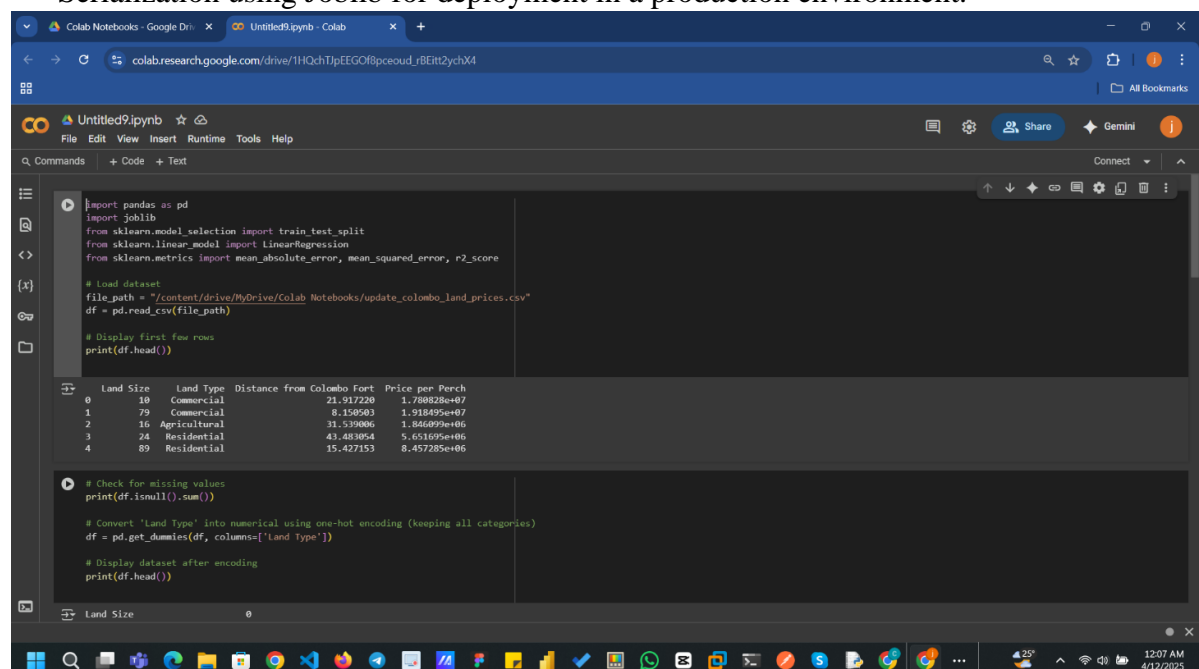 Serialization using Joblib for deployment in a production environment.
Colab Notebooks - Google Driv
Untitled9.ipynb - Colab
colab.research.google.com/drive/1HQchTJpEEGOf8pceoud_rBEitt2ychX4
All Bookmarks
Untitled9.ipynb
File Edit View Insert Runtime Tools Help
Share
Gemini
j
Commands + Code + Text
Connect
import pandas as pd
import joblib
from sklearn.model_selection import train_test_split
from sklearn.linear_model import LinearRegression
from sklearn.metrics import mean_absolute_error, mean_squared_error, r2_score
# Load dataset
file_path = "/content/drive/MyDrive/Colab Notebooks/update_colombo_land_prices.csv"
df = pd.read_csv(file_path)
# Display first few rows
print(df.head())
Land Size Land Type Distance from Colombo Fort Price per Perch
0 10 Commercial 21.917220 1.780828e+07
1 79 Commercial 8.150503 1.918495e+07
2 16 Agricultural 31.539006 1.846099e+06
3 24 Residential 43.483054 5.651695e+06
4 89 Residential 15.427153 8.457285e+06
# Check for missing values
print(df.isnull().sum())
# Convert 'Land Type' into numerical using one-hot encoding (keeping all categories)
df = pd.get_dummies(df, columns=['Land Type'])
# Display dataset after encoding
print(df.head())
Land Size 0
25°
12:07 AM
4/12/2025